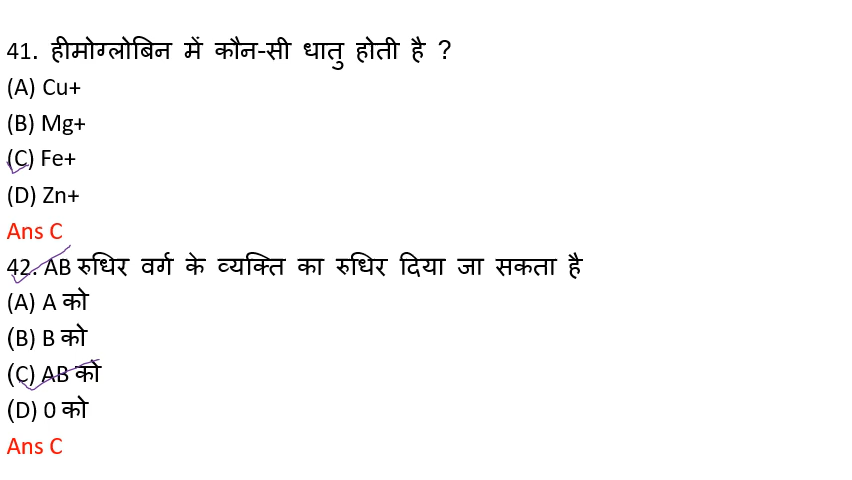 41. हीमोग्लोबिन में कौन-सी धातु होती है ?
(A) Cu+
(B) Mg+
(C) Fe+
(D) Zn+
Ans C
42. AB रुधिर वर्ग के व्यक्ति का रुधिर दिया जा सकता है
(A) A को
(B) B को
(C) AB को
(D) 0 को
Ans C